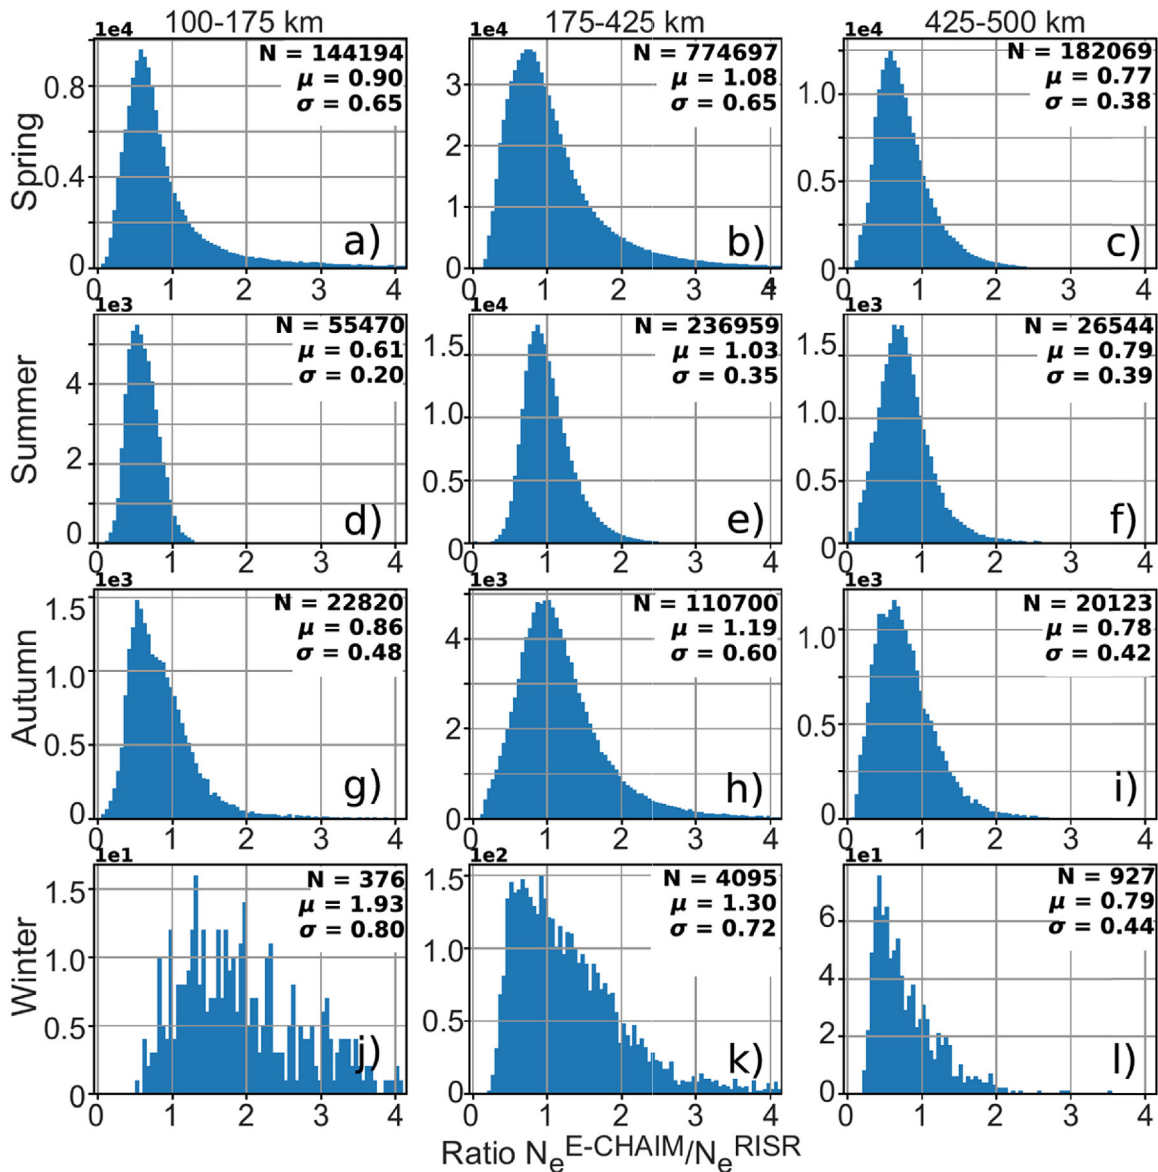 100-175 km 175-425 km 425-500 km
Spring
1e4
N = 144194
μ = 0.90
σ = 0.65
0.8
0.4
0
a)
0 1 2 3 4
1e4
N = 774697
μ = 1.08
σ = 0.65
3
2
1
0
b)
0 1 2 3 4
1e4
N = 182069
μ = 0.77
σ = 0.38
1.0
0.5
0
c)
0 1 2 3 4
Summer
1e3
N = 55470
μ = 0.61
σ = 0.20
4
2
0
d)
0 1 2 3 4
1e4
N = 236959
μ = 1.03
σ = 0.35
1.5
1.0
0.5
0
e)
0 1 2 3 4
1e3
N = 26544
μ = 0.79
σ = 0.39
1.5
1.0
0.5
0
f)
0 1 2 3 4
Autumn
1e3
N = 22820
μ = 0.86
σ = 0.48
1.5
1.0
0.5
0
g)
0 1 2 3 4
1e3
N = 110700
μ = 1.19
σ = 0.60
4
2
0
h)
0 1 2 3 4
1e3
N = 20123
μ = 0.78
σ = 0.42
1.0
0.5
0
i)
0 1 2 3 4
Winter
1e1
N = 376
μ = 1.93
σ = 0.80
1.5
1.0
0.5
0
j)
0 1 2 3 4
1e2
N = 4095
μ = 1.30
σ = 0.72
1.5
1.0
0.5
0
k)
0 1 2 3 4
1e1
N = 927
μ = 0.79
σ = 0.44
6
4
2
0
l)
0 1 2 3 4
Ratio Ne^E-CHAIM/Ne^RISR